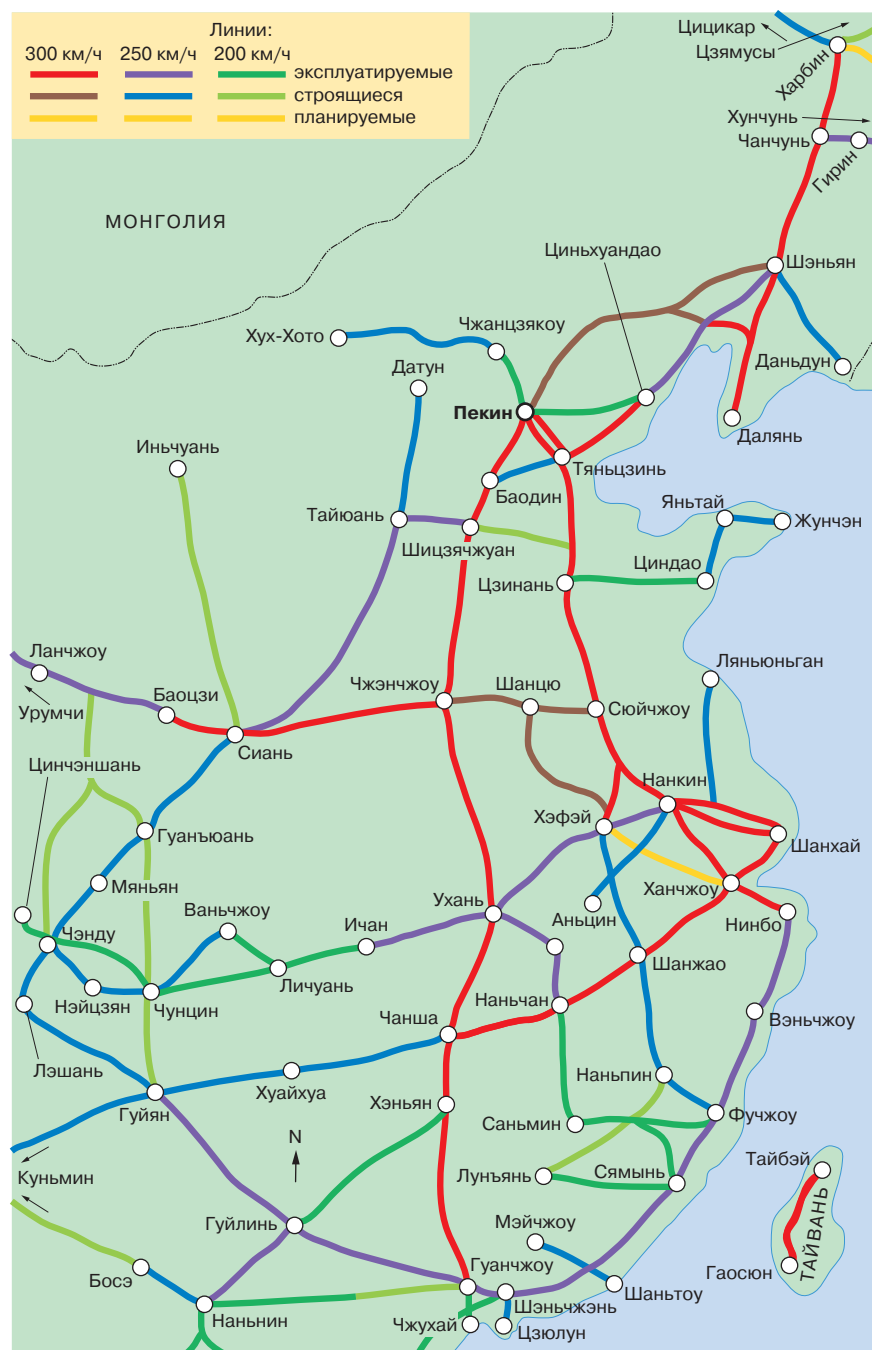 Линии:
300 км/ч 250 км/ч 200 км/ч
эксплуатируемые
строящиеся
планируемые
Цицикар
Цзямусы
Харбин
Хунчунь
Чанчунь
Гирин
МОНГОЛИЯ
Циньхуандао
Шэньян
Чжанцзякоу
Хух-Хото
Даньдун
Датун
Пекин
Далянь
Иньчуань
Тяньцзинь
Баодин
Яньтай
Тайюань
Жунчэн
Шицзячжуан
Циндао
Цзинань
Ланчжоу
Ляньюньган
Чжэнчжоу
Шанцю
Баоцзи
Урумчи
Сюйчжоу
Сиань
Цинчэншань
Нанкин
Хэфэй
Гуанъюань
Шанхай
Мяньян
Ханчжоу
Ухань
Ваньчжоу
Аньцин
Нинбо
Ичан
Чэнду
Шанжао
Личуань
Нэйцзян
Чунцин
Наньчан
Вэньчжоу
Чанша
Лэшань
Наньпин
Хуайхуа
Гуйян
Хэньян
Саньмин
Фучжоу
N
Тайбэй
Куньмин
Лунъянь
Сямынь
Гуйлинь
Мэйчжоу
ТАЙВАНЬ
Гуанчжоу
Гаосюн
Босэ
Шаньтоу
Шэньчжэнь
Наньнин
Чжухай
Цзюлун